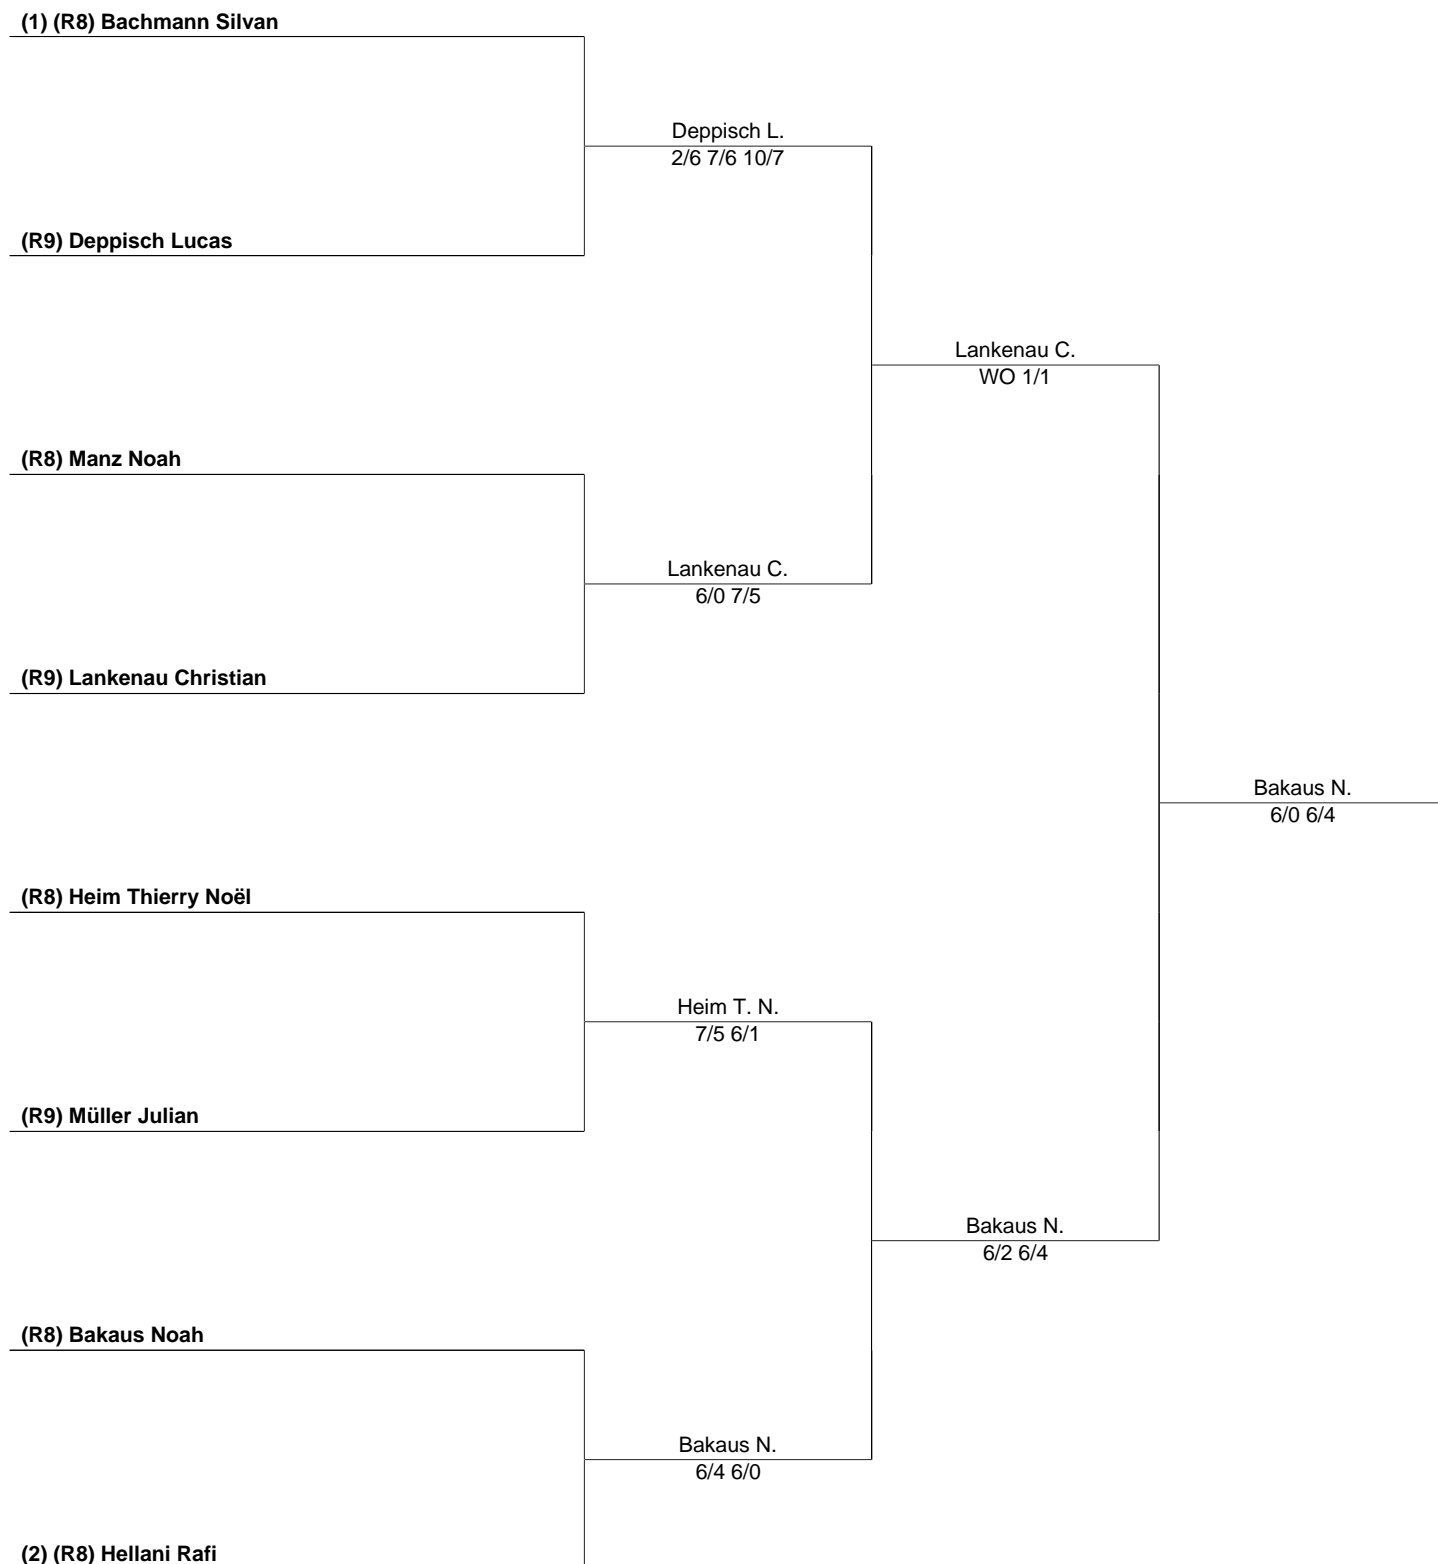 (1) (R8) Bachmann Silvan
Deppisch L.
2/6 7/6 10/7
(R9) Deppisch Lucas
Lankenau C.
WO 1/1
(R8) Manz Noah
Lankenau C.
6/0 7/5
(R9) Lankenau Christian
Bakaus N.
6/0 6/4
(R8) Heim Thierry Noël
Heim T. N.
7/5 6/1
(R9) Müller Julian
Bakaus N.
6/2 6/4
(R8) Bakaus Noah
Bakaus N.
6/4 6/0
(2) (R8) Hellani Rafi